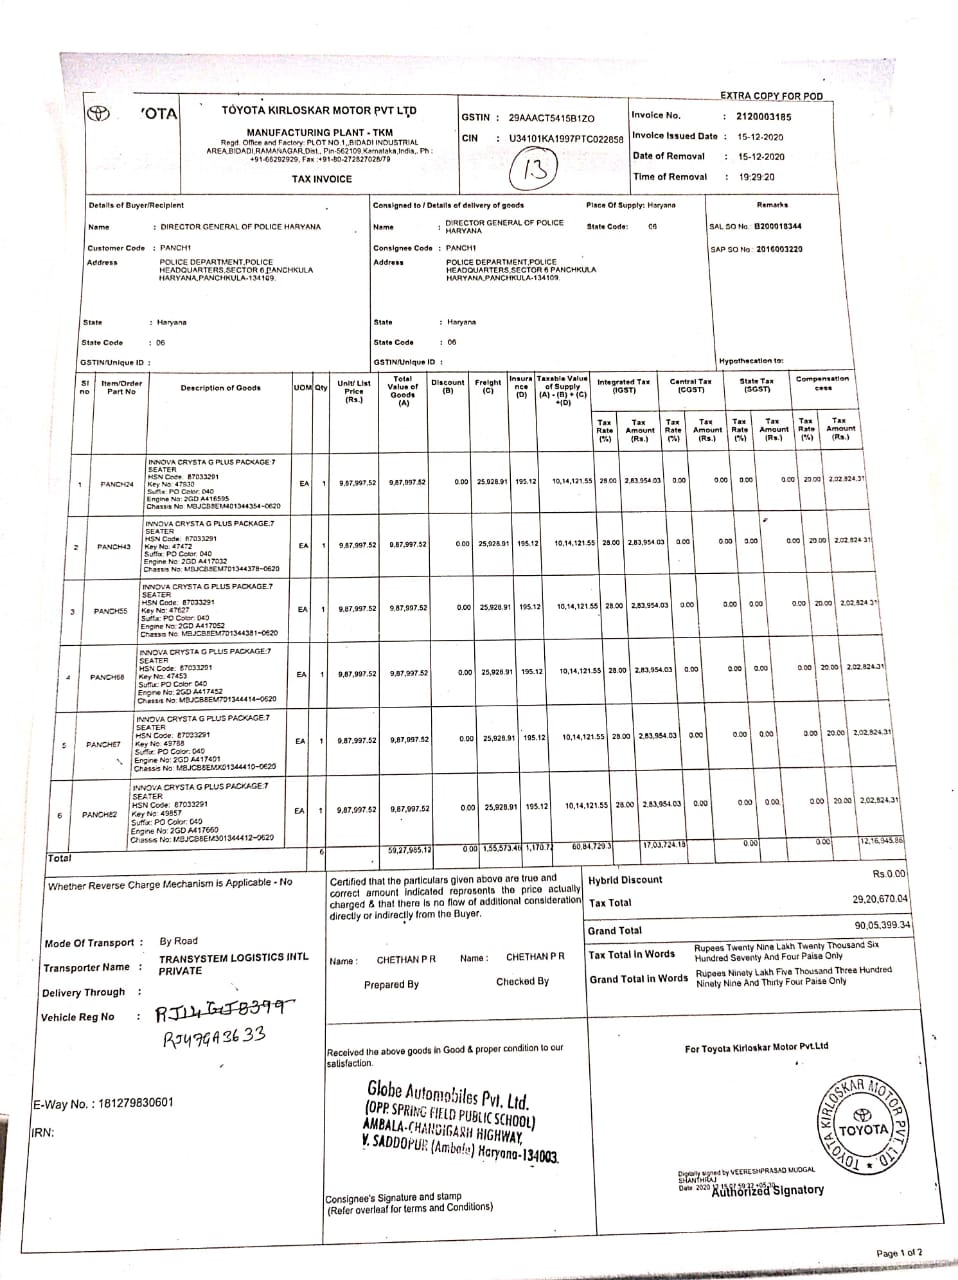 EXTRA COPY FOR POD
'OTA
TOYOTA KIRLOSKAR MOTOR PVT LTD
MANUFACTURING PLANT - TKM
Regd. Office and Factory: PLOT NO.1,,BIDADI INDUSTRIAL
AREA,BIDADI,RAMANAGAR,Dist., Pin-562109,Karnataka,India,. Ph :
+91-66292929, Fax :+91-80-272827028/79
TAX INVOICE
GSTIN : 29AAACT5415B1ZO
CIN : U34101KA1997PTC022858
13
Invoice No. : 2120003185
Invoice Issued Date : 15-12-2020
Date of Removal : 15-12-2020
Time of Removal : 19:29:20
Details of Buyer/Recipient
Name : DIRECTOR GENERAL OF POLICE HARYANA
Customer Code : PANCH1
Address POLICE DEPARTMENT,POLICE
HEADQUARTERS,SECTOR 6 PANCHKULA
HARYANA,PANCHKULA-134109.
State : Haryana
State Code : 06
GSTIN/Unique ID :
Consigned to / Details of delivery of goods
Name : DIRECTOR GENERAL OF POLICE
HARYANA
Consignee Code : PANCH1
Address POLICE DEPARTMENT,POLICE
HEADQUARTERS,SECTOR 6 PANCHKULA
HARYANA,PANCHKULA-134109.
State : Haryana
State Code : 06
GSTIN/Unique ID :
Place Of Supply: Haryana
State Code: 06
Remarks
SAL SO No.: B200018344
SAP SO No.: 2016003220
Hypothecation to:
Sl no Item/Order Part No Description of Goods UOM Qty Unit/ List Price (Rs.) Total Value of Goods (A) Discount (B) Freight (C) Insura nce (D) Taxable Value of Supply (A) - (B) + (C) +(D) Integrated Tax (IGST) Central Tax (CGST) State Tax (SGST) Compensation cess
Tax Rate (%) Tax Amount (Rs.) Tax Rate (%) Tax Amount (Rs.) Tax Rate (%) Tax Amount (Rs.) Tax Rate (%) Tax Amount (Rs.)
INNOVA CRYSTA G PLUS PACKAGE:7
SEATER
HSN Code: 87033291
Key No: 47930
Suffix: PO Color: 040
Engine No: 2GD A416595
Chassis No: MBJCB8EM401344354-0620
1 PANCH24 EA 1 9,87,997.52 9,87,997.52 0.00 25,928.91 195.12 10,14,121.55 28.00 2,83,954.03 0.00 0.00 0.00 0.00 20.00 2,02,824.31
INNOVA CRYSTA G PLUS PACKAGE:7
SEATER
HSN Code: 87033291
Key No: 47472
Suffix: PO Color: 040
Engine No: 2GD A417032
Chassis No: MBJCB8EM701344378-0620
2 PANCH43 EA 1 9,87,997.52 9,87,997.52 0.00 25,928.91 195.12 10,14,121.55 28.00 2,83,954.03 0.00 0.00 0.00 0.00 20.00 2,02,824.31
INNOVA CRYSTA G PLUS PACKAGE:7
SEATER
HSN Code: 87033291
Key No: 47627
Suffix: PO Color: 040
Engine No: 2GD A417052
Chassis No: MBJCB8EM701344381-0620
3 PANCH55 EA 1 9,87,997.52 9,87,997.52 0.00 25,928.91 195.12 10,14,121.55 28.00 2,83,954.03 0.00 0.00 0.00 20.00 2,02,824.31
INNOVA CRYSTA G PLUS PACKAGE:7
SEATER
HSN Code: 87033291
Key No: 47453
Suffix: PO Color: 040
Engine No: 2GD A417452
Chassis No: MBJCB8EM701344414-0620
4 EA 1 9,87,997.52 9,87,997.52 0.00 25,928.91 195.12 10,14,121.55 28.00 2,83,954.03 0.00 0.00 0.00 20.00 2,02,824.31
INNOVA CRYSTA G PLUS PACKAGE:7
SEATER
HSN Code: 87033291
Key No: 49788
Suffix: PO Color: 040
Engine No: 2GD A417401
Chassis No: MBJCB8EMX01344410-0620
5 PANCH67 EA 1 9,87,997.52 9,87,997.52 0.00 25,928.91 195.12 10,14,121.55 28.00 2,83,954.03 0.00 0.00 0.00 20.00 2,02,824.31
INNOVA CRYSTA G PLUS PACKAGE:7
SEATER
HSN Code: 87033291
Key No: 49857
Suffix: PO Color: 040
Engine No: 2GD A417660
Chassis No: MBJCB8EM301344412-0620
6 PANCH82 EA 1 9,87,997.52 9,87,997.52 0.00 25,928.91 195.12 10,14,121.55 28.00 2,83,954.03 0.00 0.00 0.00 20.00 2,02,824.31
Total 6 59,27,985.12 0.00 1,55,573.46 1,170.72 60,84,729.3 17,03,724.18 0.00 0.00 12,16,945.86
Whether Reverse Charge Mechanism is Applicable - No
Mode Of Transport : By Road
Transporter Name : TRANSYSTEM LOGISTICS INTL
PRIVATE
Delivery Through :
Vehicle Reg No : RJ14GJ8399
RJ47GA3633
E-Way No. : 181279830601
IRN:
Certified that the particulars given above are true and
correct amount indicated represents the price actually
charged & that there is no flow of additional consideration
directly or indirectly from the Buyer.
Name : CHETHAN P R Name : CHETHAN P R
Prepared By Checked By
Hybrid Discount Rs.0.00
Tax Total 29,20,670.04
Grand Total 90,05,399.34
Tax Total in Words Rupees Twenty Nine Lakh Twenty Thousand Six
Hundred Seventy And Four Paise Only
Grand Total in Words Rupees Ninety Lakh Five Thousand Three Hundred
Ninety Nine And Thirty Four Paise Only
Received the above goods in Good & proper condition to our
satisfaction.
Globe Automobiles Pvt. Ltd.
(OPP. SPRING FIELD PUBLIC SCHOOL)
AMBALA-CHANDIGARH HIGHWAY,
V. SADDOPUR (Ambala) Haryana-134003.
Consignee's Signature and stamp
(Refer overleaf for terms and Conditions)
For Toyota Kirloskar Motor Pvt.Ltd
TOYOTA KIRLOSKAR MOTOR PVT. LTD.
TOYOTA
Digitally signed by VEERESHPRASAD MUDGAL
SHANTHIRAJ
Authorized Signatory
Page 1 of 2